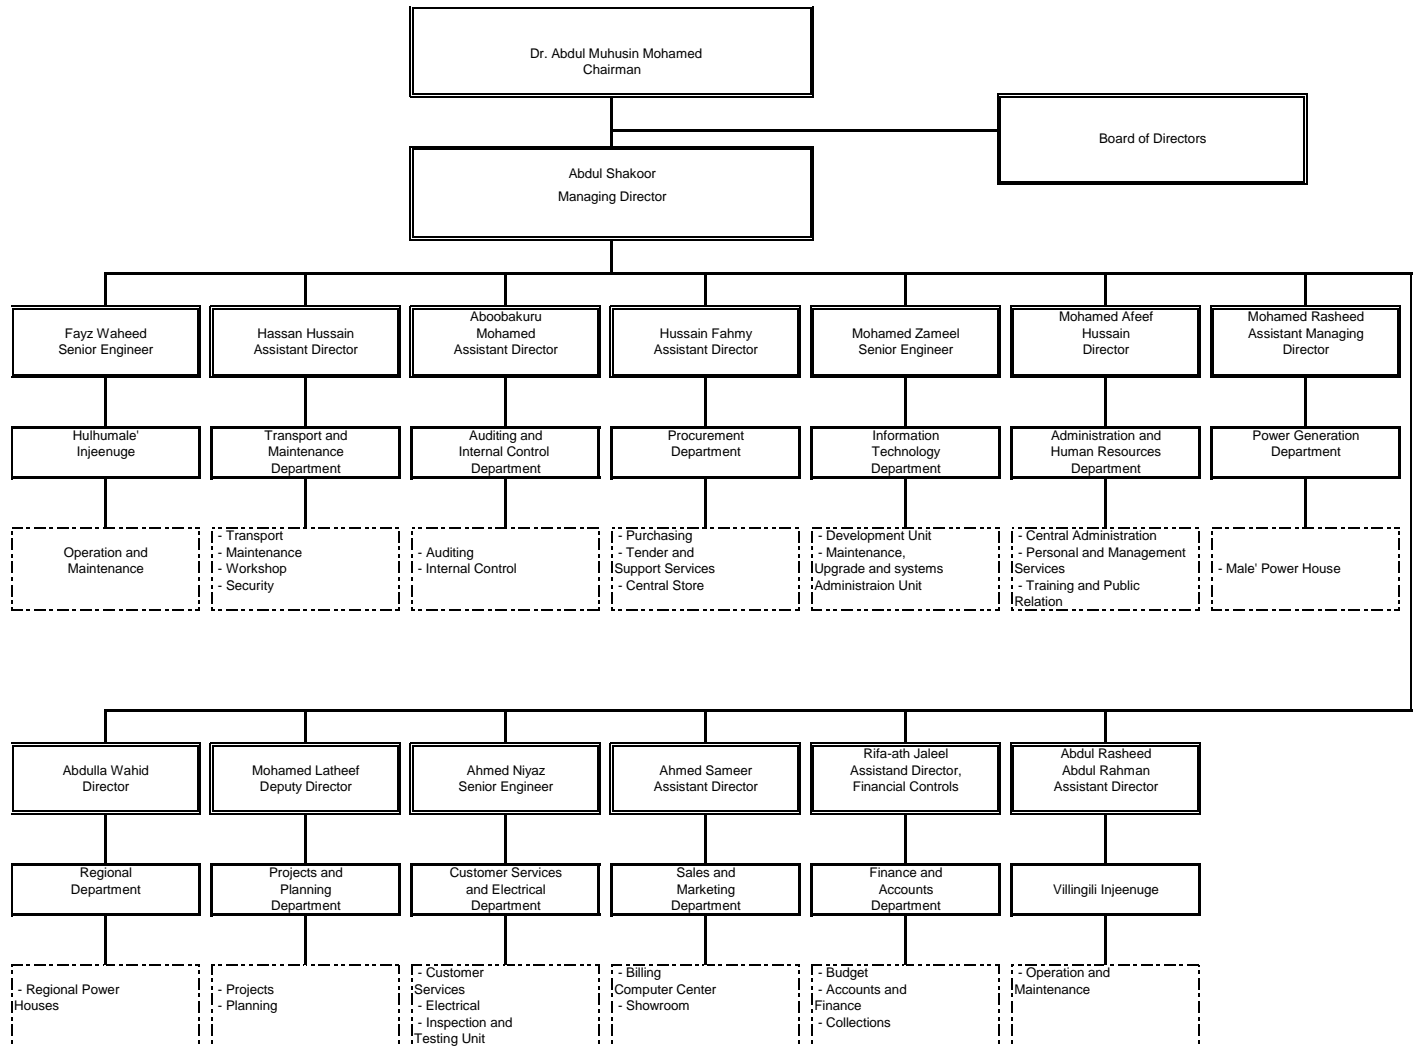 Dr. Abdul Muhusin Mohamed
Chairman
Board of Directors
Abdul Shakoor
Managing Director
Fayz Waheed
Senior Engineer
Hassan Hussain
Assistant Director
Aboobakuru
Mohamed
Assistant Director
Hussain Fahmy
Assistant Director
Mohamed Zameel
Senior Engineer
Mohamed Afeef
Hussain
Director
Mohamed Rasheed
Assistant Managing
Director
Hulhumale'
Injeenuge
Transport and
Maintenance
Department
Auditing and
Internal Control
Department
Procurement
Department
Information
Technology
Department
Administration and
Human Resources
Department
Power Generation
Department
Operation and
Maintenance
- Transport
- Maintenance
- Workshop
- Security
- Auditing
- Internal Control
- Purchasing
- Tender and
Support Services
- Central Store
- Development Unit
- Maintenance,
Upgrade and systems
Administraion Unit
- Central Administration
- Personal and Management
Services
- Training and Public
Relation
- Male' Power House
Abdulla Wahid
Director
Mohamed Latheef
Deputy Director
Ahmed Niyaz
Senior Engineer
Ahmed Sameer
Assistant Director
Rifa-ath Jaleel
Assistand Director,
Financial Controls
Abdul Rasheed
Abdul Rahman
Assistant Director
Regional
Department
Projects and
Planning
Department
Customer Services
and Electrical
Department
Sales and
Marketing
Department
Finance and
Accounts
Department
Villingili Injeenuge
- Regional Power
Houses
- Projects
- Planning
- Customer
Services
- Electrical
- Inspection and
Testing Unit
- Billing
Computer Center
- Showroom
- Budget
- Accounts and
Finance
- Collections
- Operation and
Maintenance